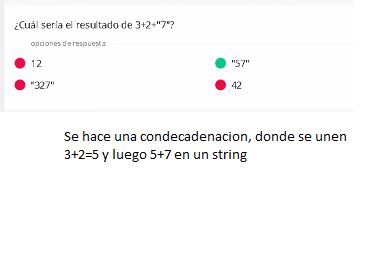 ¿Cuál sería el resultado de 3+2+"7"?
opciones de respuesta
12
"57"
"327"
42
Se hace una condecadenacion, donde se unen
3+2=5 y luego 5+7 en un string